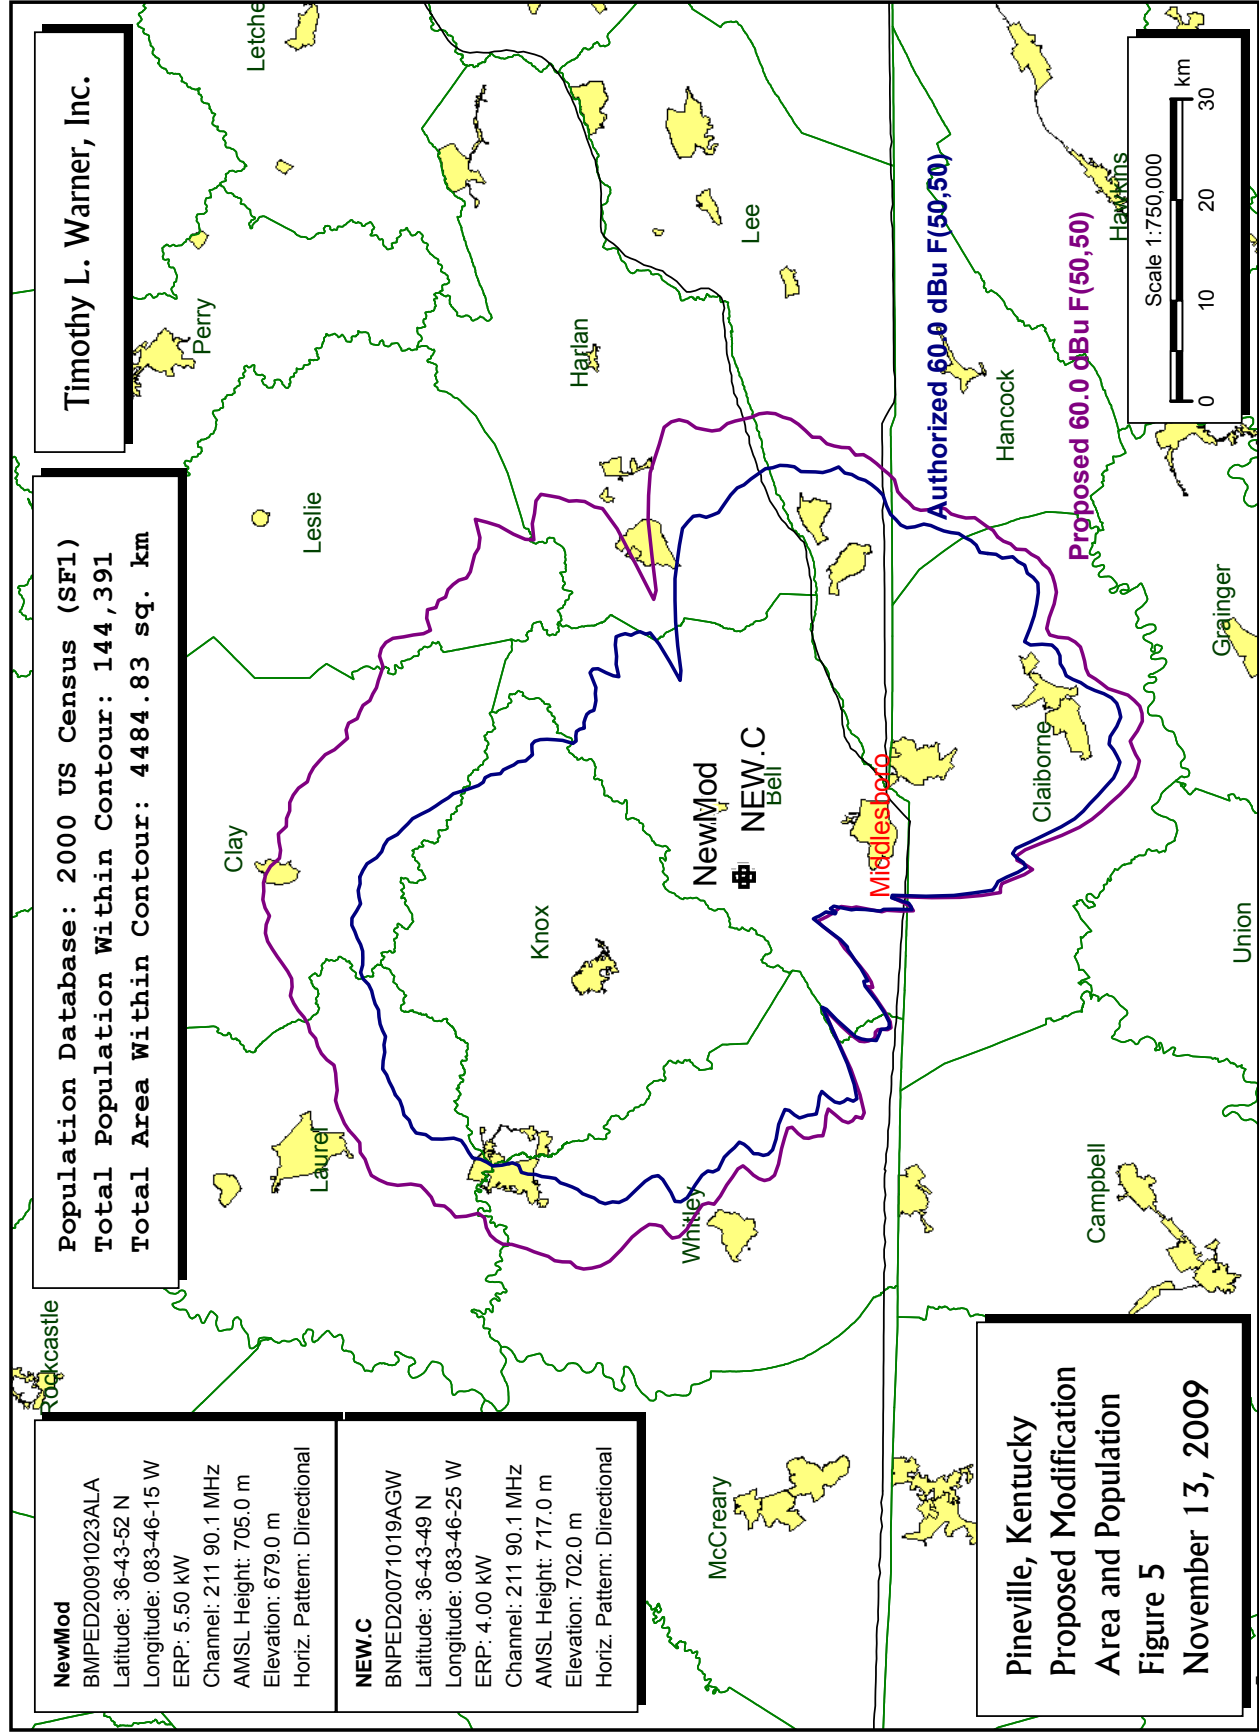 NewMod
BMPED20091023ALA
Latitude: 36-43-52 N
Longitude: 083-46-15 W
ERP: 5.50 kW
Channel: 211 90.1 MHz
AMSL Height: 705.0 m
Elevation: 679.0 m
Horiz. Pattern: Directional
NEW.C
BNPED20071019AGW
Latitude: 36-43-49 N
Longitude: 083-46-25 W
ERP: 4.00 kW
Channel: 211 90.1 MHz
AMSL Height: 717.0 m
Elevation: 702.0 m
Horiz. Pattern: Directional
Population Database: 2000 US Census (SF1)
Total Population Within Contour: 144,391
Total Area Within Contour: 4484.83 sq. km
Timothy L. Warner, Inc.
Rockcastle
Letche
Perry
Leslie
Clay
Laurel
Harlan
Knox
Lee
Whitley
NewMod
NEW.C
Bell
McCreary
Middlesboro
Authorized 60.0 dBu F(50,50)
Proposed 60.0 dBu F(50,50)
Hancock
Hawkins
Claiborne
Campbell
Grainger
Union
Pineville, Kentucky
Proposed Modification
Area and Population
Figure 5
November 13, 2009
Scale 1:750,000
0 10 20 30
km